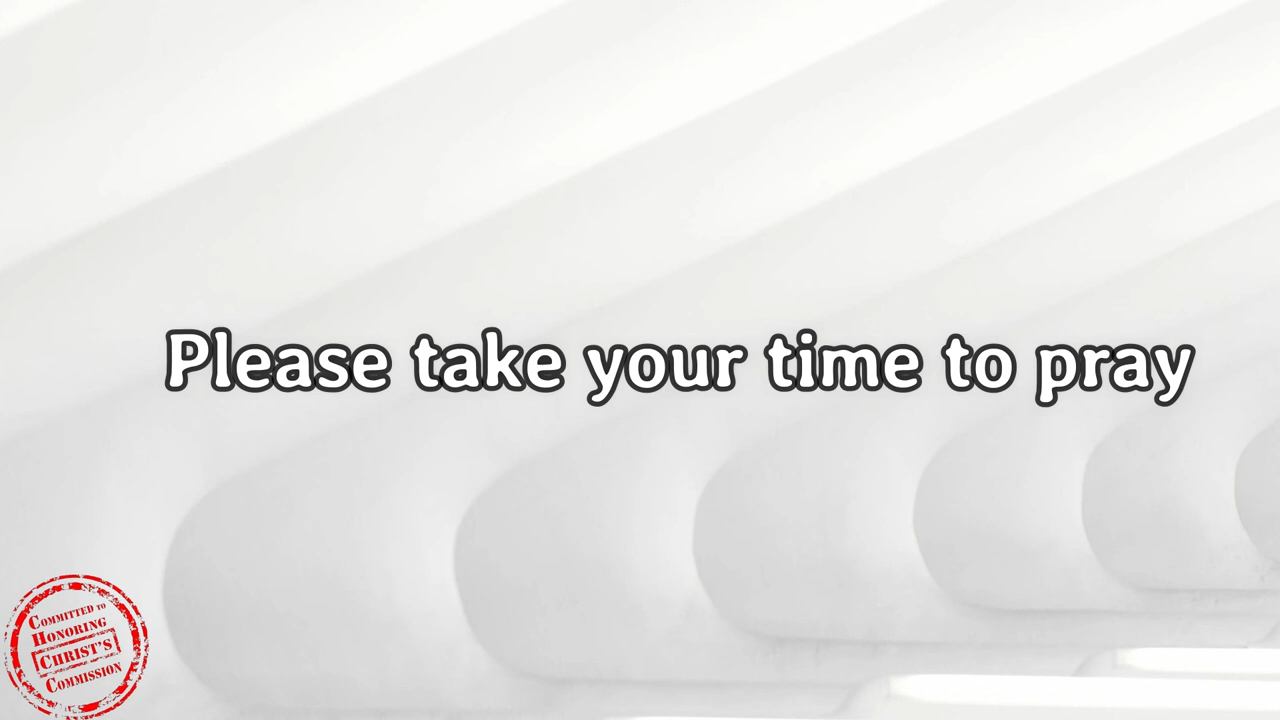 Please take your time to pray
COMMITTED TO
HONORING
CHRIST'S
COMMISSION